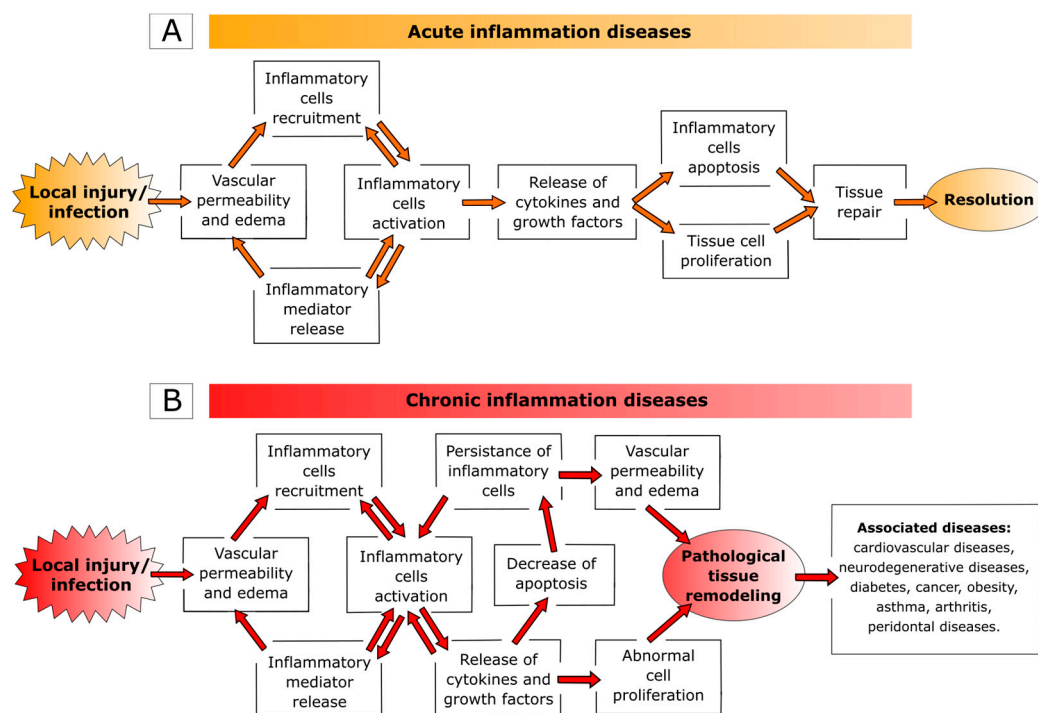 A
Acute inflammation diseases
Inflammatory
cells
recruitment
Local injury/
infection
Vascular
permeability
and edema
Inflammatory
cells
activation
Inflammatory
mediator
release
Release of
cytokines and
growth factors
Inflammatory
cells
apoptosis
Tissue cell
proliferation
Tissue
repair
Resolution
B
Chronic inflammation diseases
Inflammatory
cells
recruitment
Local injury/
infection
Vascular
permeability
and edema
Inflammatory
cells
activation
Inflammatory
mediator
release
Persistance of
inflammatory
cells
Decrease of
apoptosis
Release of
cytokines and
growth factors
Vascular
permeability
and edema
Abnormal
cell
proliferation
Pathological
tissue
remodeling
Associated diseases:
cardiovascular diseases,
neurodegenerative diseases,
diabetes, cancer, obesity,
asthma, arthritis,
peridontal diseases.